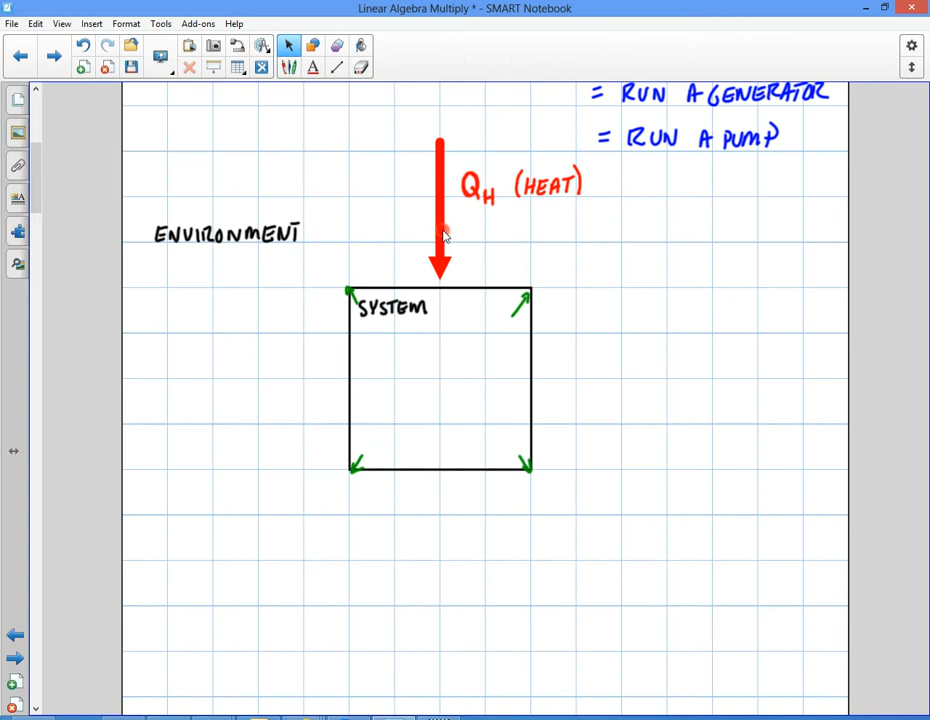 Linear Algebra Multiply * - SMART Notebook
File Edit View Insert Format Tools Add-ons Help
= RUN A GENERATOR
= RUN A PUMP
QH (HEAT)
ENVIRONMENT
SYSTEM